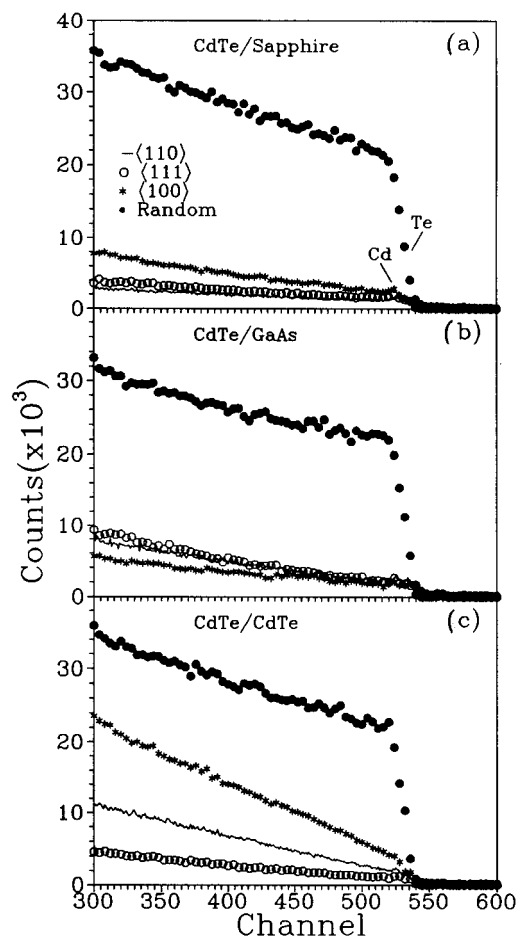 40
CdTe/Sapphire (a)
30
–⟨110⟩
○ ⟨111⟩
* ⟨100⟩
● Random
20
Te
Cd
10
0
CdTe/GaAs (b)
30
20
10
0
CdTe/CdTe (c)
30
20
10
0
300 350 400 450 500 550 600
Channel
Counts(x10³)